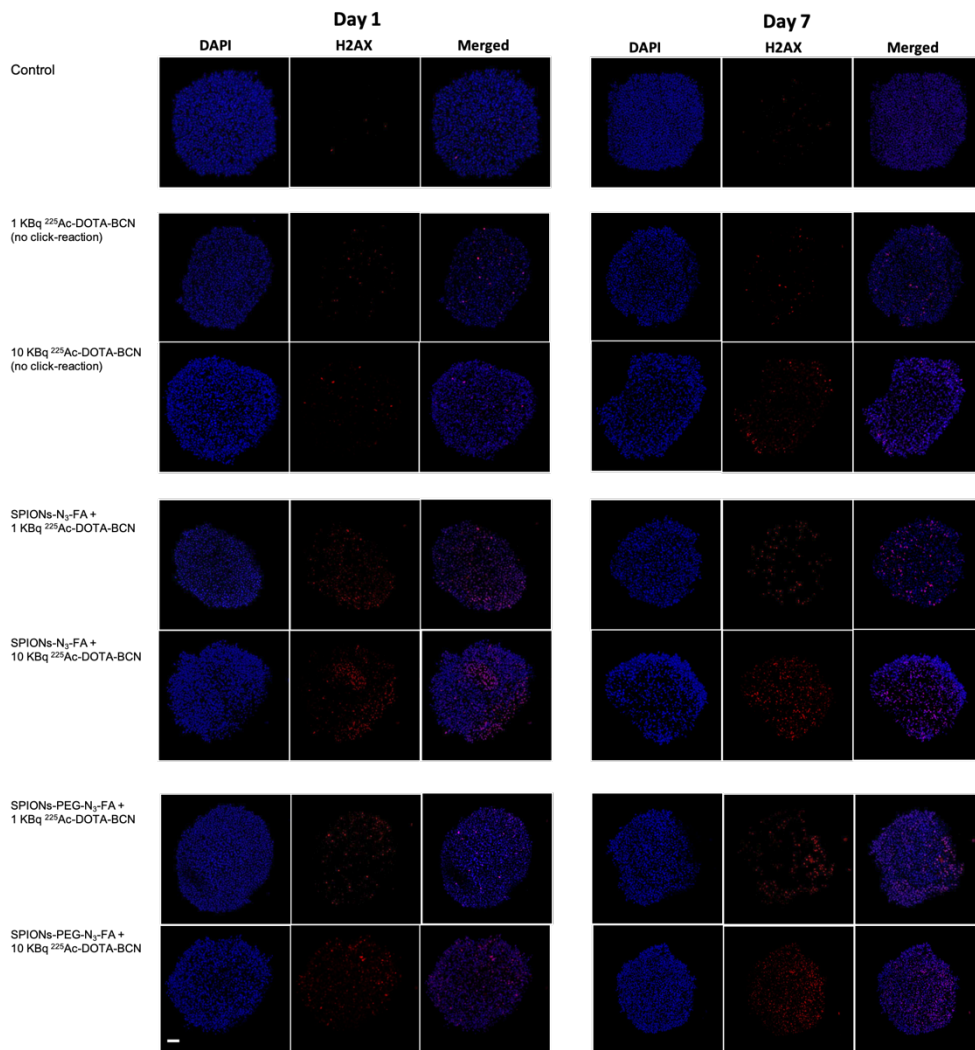 Day 1
Day 7
DAPI H2AX Merged
DAPI H2AX Merged
Control
1 KBq ²²⁵Ac-DOTA-BCN
(no click-reaction)
10 KBq ²²⁵Ac-DOTA-BCN
(no click-reaction)
SPIONs-N₃-FA +
1 KBq ²²⁵Ac-DOTA-BCN
SPIONs-N₃-FA +
10 KBq ²²⁵Ac-DOTA-BCN
SPIONs-PEG-N₃-FA +
1 KBq ²²⁵Ac-DOTA-BCN
SPIONs-PEG-N₃-FA +
10 KBq ²²⁵Ac-DOTA-BCN